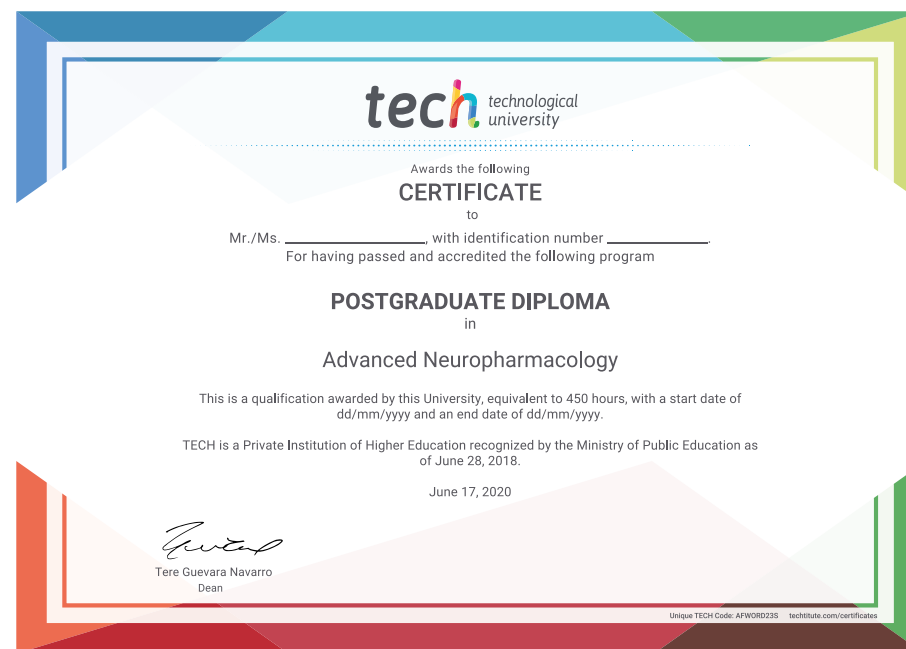 tech technological
university
Awards the following
CERTIFICATE
to
Mr./Ms. ____________________, with identification number ______________.
For having passed and accredited the following program
POSTGRADUATE DIPLOMA
in
Advanced Neuropharmacology
This is a qualification awarded by this University, equivalent to 450 hours, with a start date of
dd/mm/yyyy and an end date of dd/mm/yyyy.
TECH is a Private Institution of Higher Education recognized by the Ministry of Public Education as
of June 28, 2018.
June 17, 2020
Tere Guevara Navarro
Dean
Unique TECH Code: AFWORD23S techtitute.com/certificates